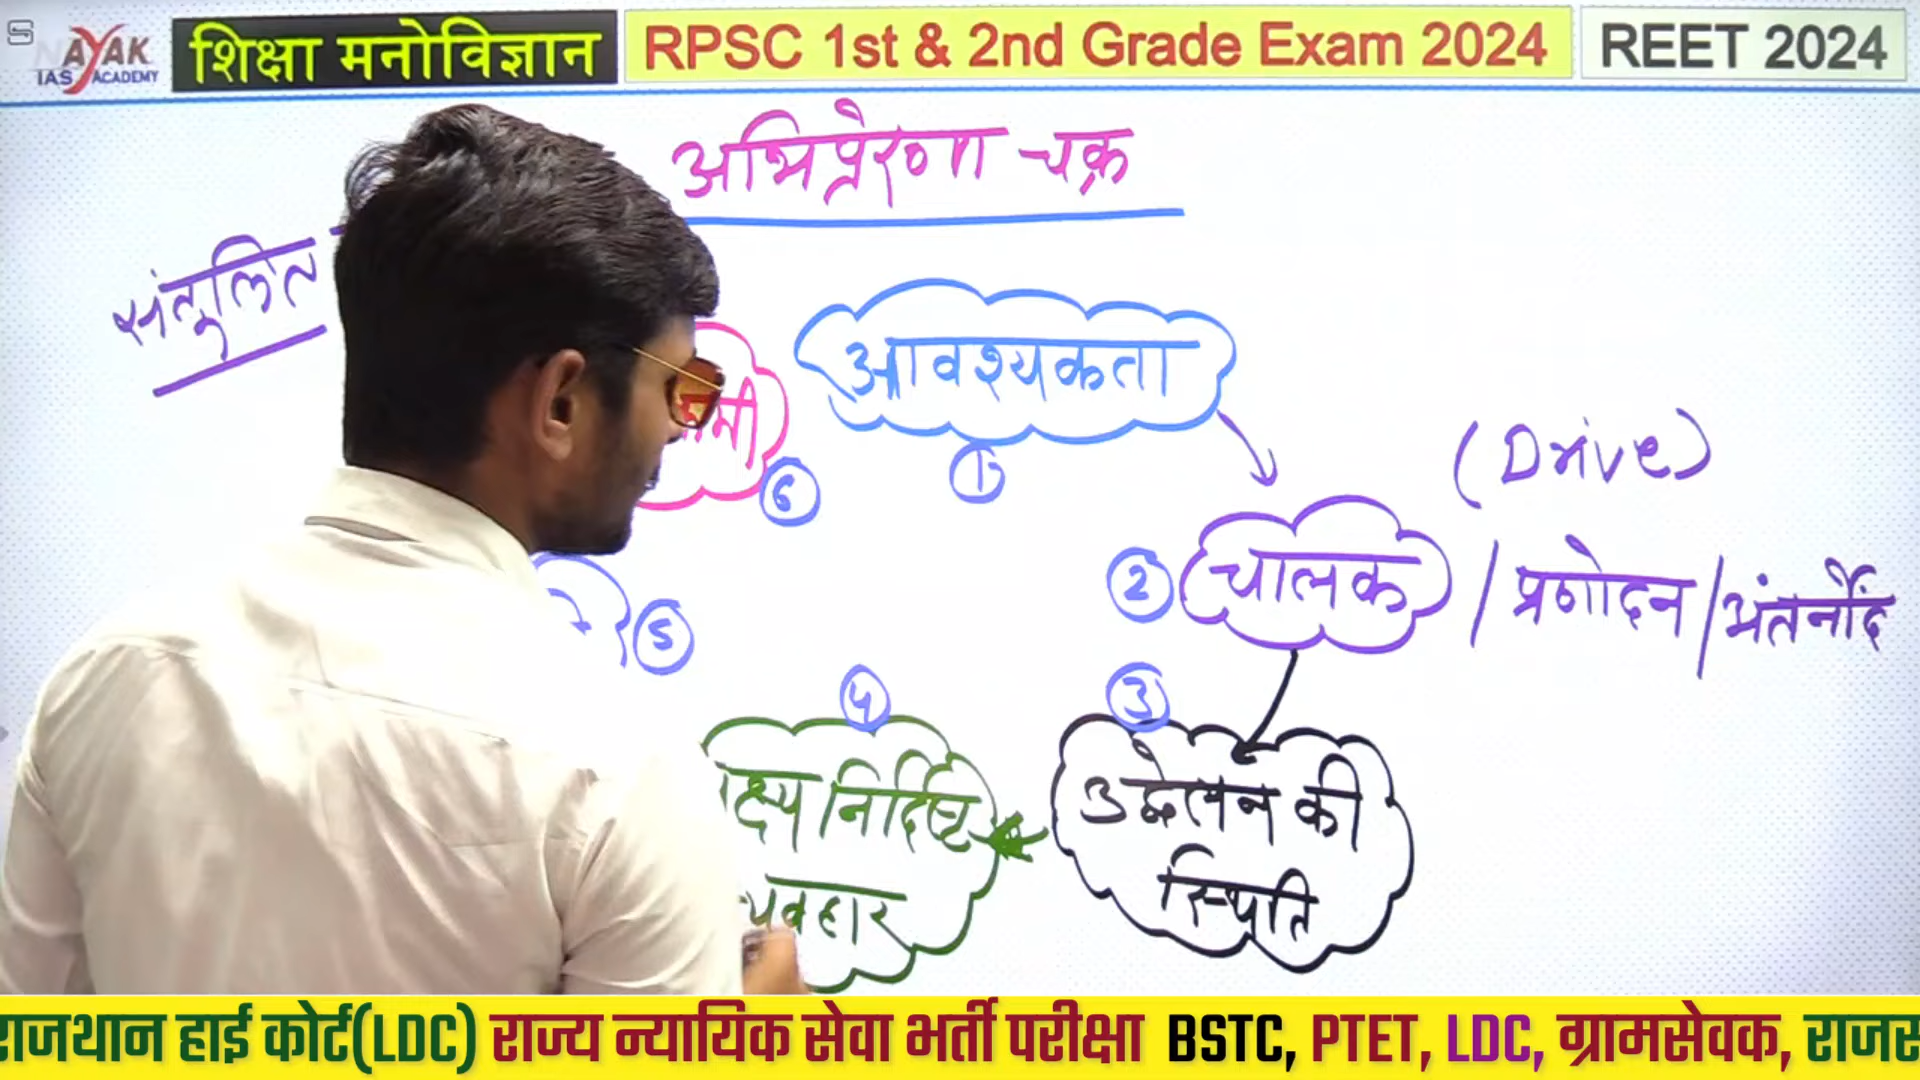 NAYAK
IAS ACADEMY
शिक्षा मनोविज्ञान
RPSC 1st & 2nd Grade Exam 2024
REET 2024
अभिप्रेरणा चक्र
संतुलित
आवश्यकता
1
(Drive)
2 चालक / प्रणोदन / अंतर्नोद
3
उद्वेलन की
स्थिति
4
क्ष्य निर्दिष्ट
यवहार
5
कमी
6
राजथान हाई कोर्ट(LDC) राज्य न्यायिक सेवा भर्ती परीक्षा BSTC, PTET, LDC, ग्रामसेवक, राजस